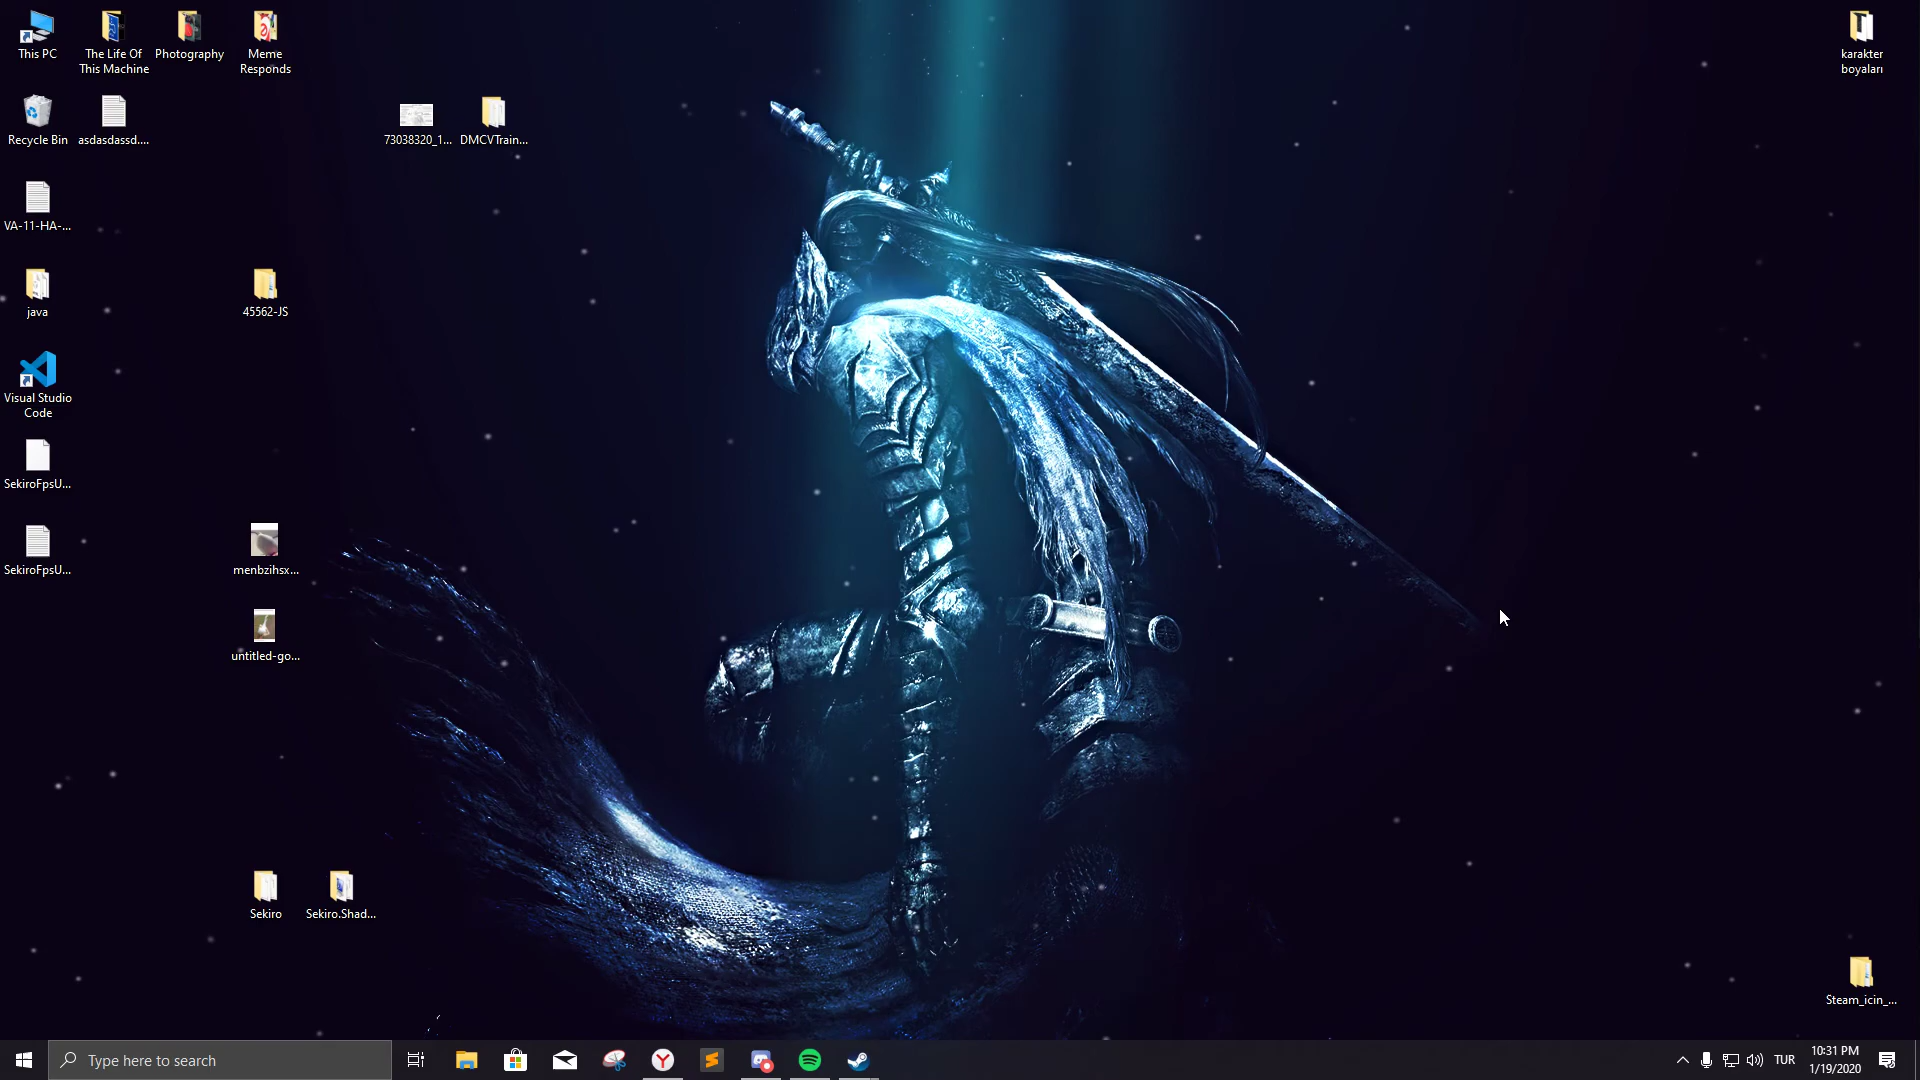 This PC
The Life Of
This Machine
Photography
Meme
Responds
karakter
boyaları
Recycle Bin
asdasdassd....
73038320_1...
DMCVTrain...
VA-11-HA-...
java
45562-JS
Visual Studio
Code
SekiroFpsU...
SekiroFpsU...
menbzihsx...
untitled-go...
Sekiro
Sekiro.Shad...
Steam_icin_...
Type here to search
TUR
10:31 PM
1/19/2020